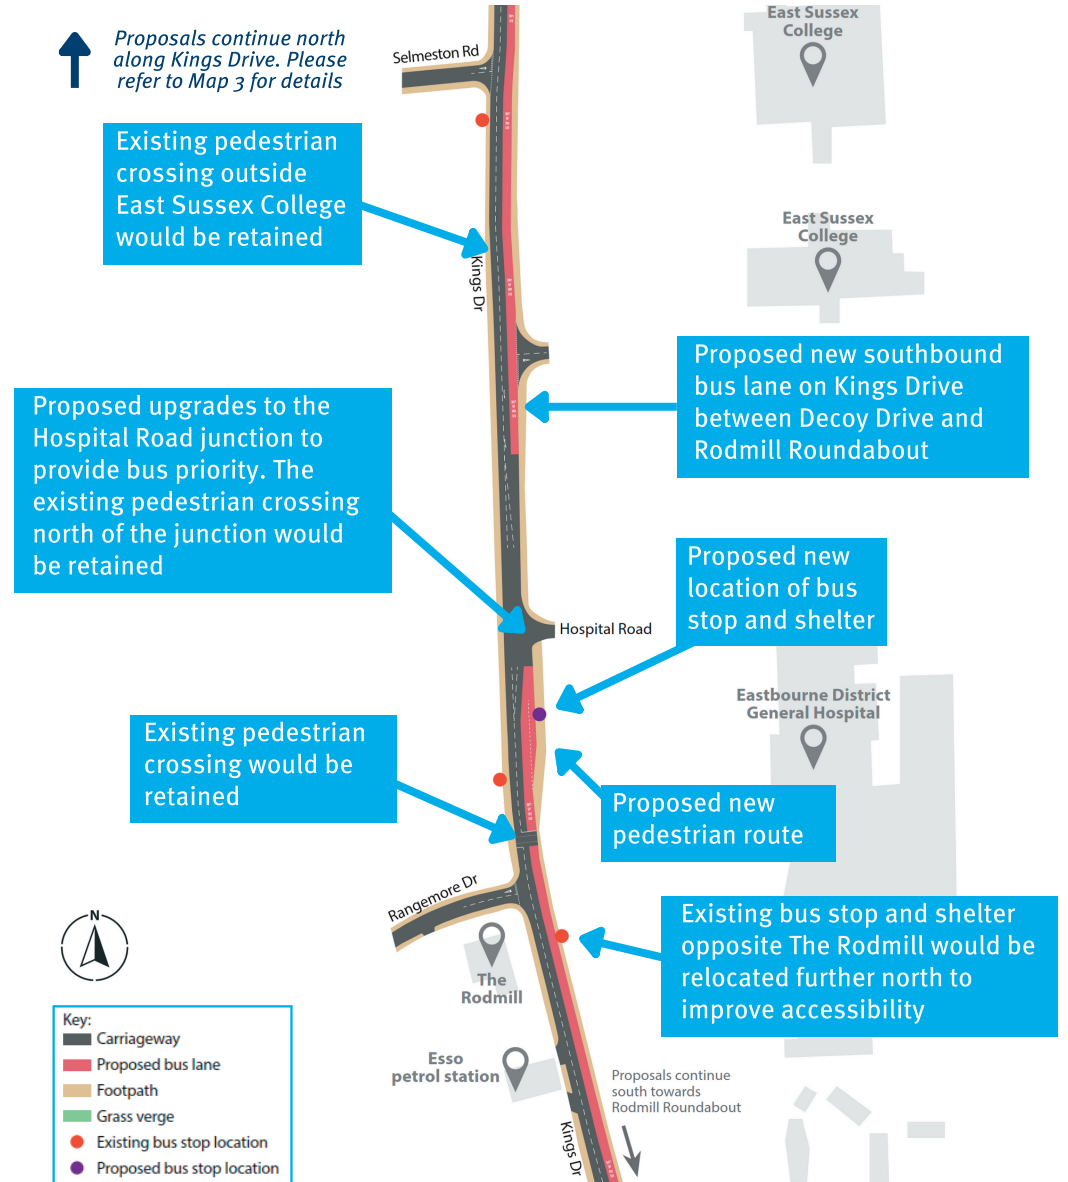 Proposals continue north
along Kings Drive. Please
refer to Map 3 for details
Selmeston Rd
East Sussex
College
Existing pedestrian
crossing outside
East Sussex College
would be retained
Kings Dr
East Sussex
College
Proposed new southbound
bus lane on Kings Drive
between Decoy Drive and
Rodmill Roundabout
Proposed upgrades to the
Hospital Road junction to
provide bus priority. The
existing pedestrian crossing
north of the junction would
be retained
Proposed new
location of bus
stop and shelter
Hospital Road
Eastbourne District
General Hospital
Existing pedestrian
crossing would be
retained
Proposed new
pedestrian route
Rangemore Dr
Existing bus stop and shelter
opposite The Rodmill would be
relocated further north to
improve accessibility
N
The
Rodmill
Esso
petrol station
Proposals continue
south towards
Rodmill Roundabout
Kings Dr
Key:
Carriageway
Proposed bus lane
Footpath
Grass verge
Existing bus stop location
Proposed bus stop location